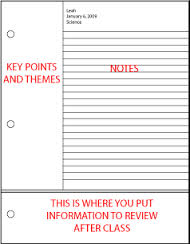 Leah
January 6, 2009
Science
KEY POINTS
AND THEMES
NOTES
THIS IS WHERE YOU PUT
INFORMATION TO REVIEW
AFTER CLASS